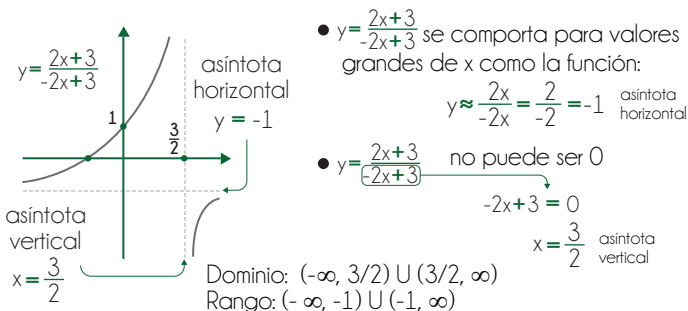 y = 2x+3 / -2x+3
1
3/2
asíntota
horizontal
y = -1
asíntota
vertical
x = 3/2
Dominio: (-∞, 3/2) U (3/2, ∞)
Rango: (- ∞, -1) U (-1, ∞)
● y = 2x+3 / -2x+3 se comporta para valores
grandes de x como la función:
y ≈ 2x / -2x = 2 / -2 = -1 asíntota
horizontal
● y = 2x+3 / -2x+3 no puede ser 0
-2x+3 = 0
x = 3/2 asíntota
vertical